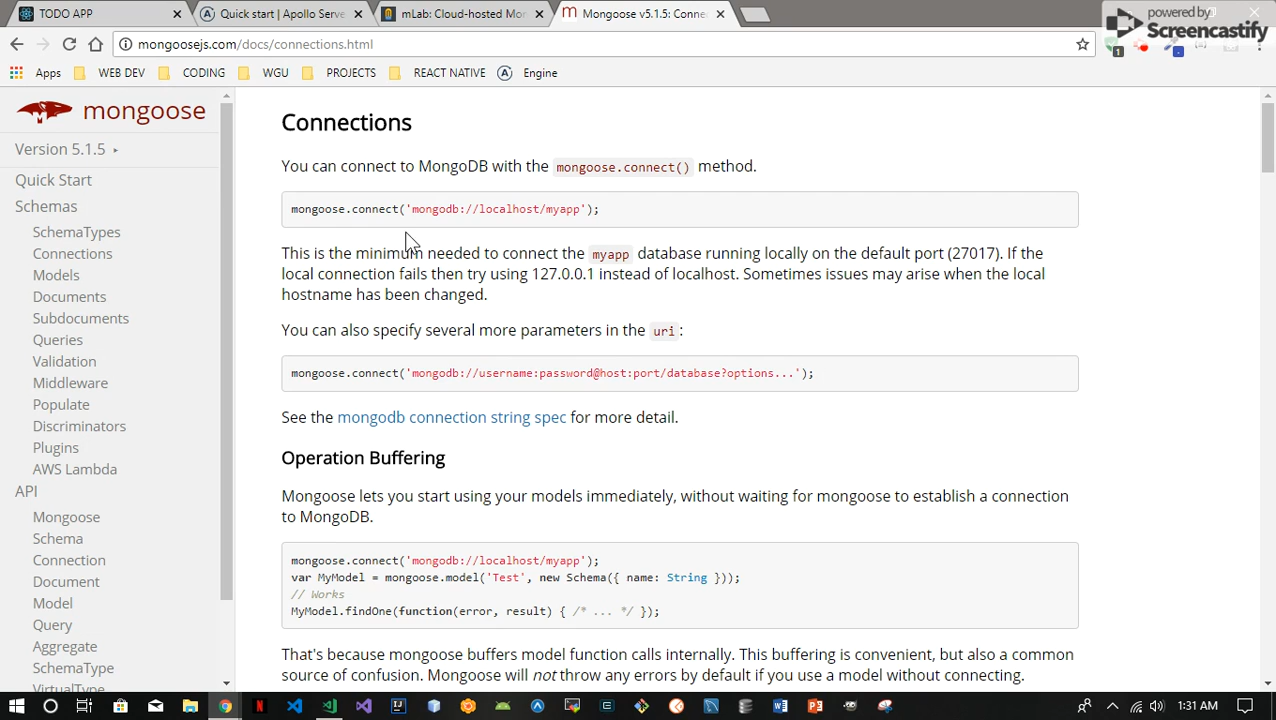 TODO APP
Quick start | Apollo Server
mLab: Cloud-hosted Mon
Mongoose v5.1.5: Connec
powered by
Screencastify
mongoosejs.com/docs/connections.html
Apps
WEB DEV
CODING
WGU
PROJECTS
REACT NATIVE
Engine
mongoose
Version 5.1.5
Quick Start
Schemas
SchemaTypes
Connections
Models
Documents
Subdocuments
Queries
Validation
Middleware
Populate
Discriminators
Plugins
AWS Lambda
API
Mongoose
Schema
Connection
Document
Model
Query
Aggregate
SchemaType
VirtualType
Connections
You can connect to MongoDB with the mongoose.connect() method.
mongoose.connect('mongodb://localhost/myapp');
This is the minimum needed to connect the myapp database running locally on the default port (27017). If the
local connection fails then try using 127.0.0.1 instead of localhost. Sometimes issues may arise when the local
hostname has been changed.
You can also specify several more parameters in the uri:
mongoose.connect('mongodb://username:password@host:port/database?options...');
See the mongodb connection string spec for more detail.
Operation Buffering
Mongoose lets you start using your models immediately, without waiting for mongoose to establish a connection
to MongoDB.
mongoose.connect('mongodb://localhost/myapp');
var MyModel = mongoose.model('Test', new Schema({ name: String }));
// Works
MyModel.findOne(function(error, result) { /* ... */ });
That's because mongoose buffers model function calls internally. This buffering is convenient, but also a common
source of confusion. Mongoose will not throw any errors by default if you use a model without connecting.
1:31 AM